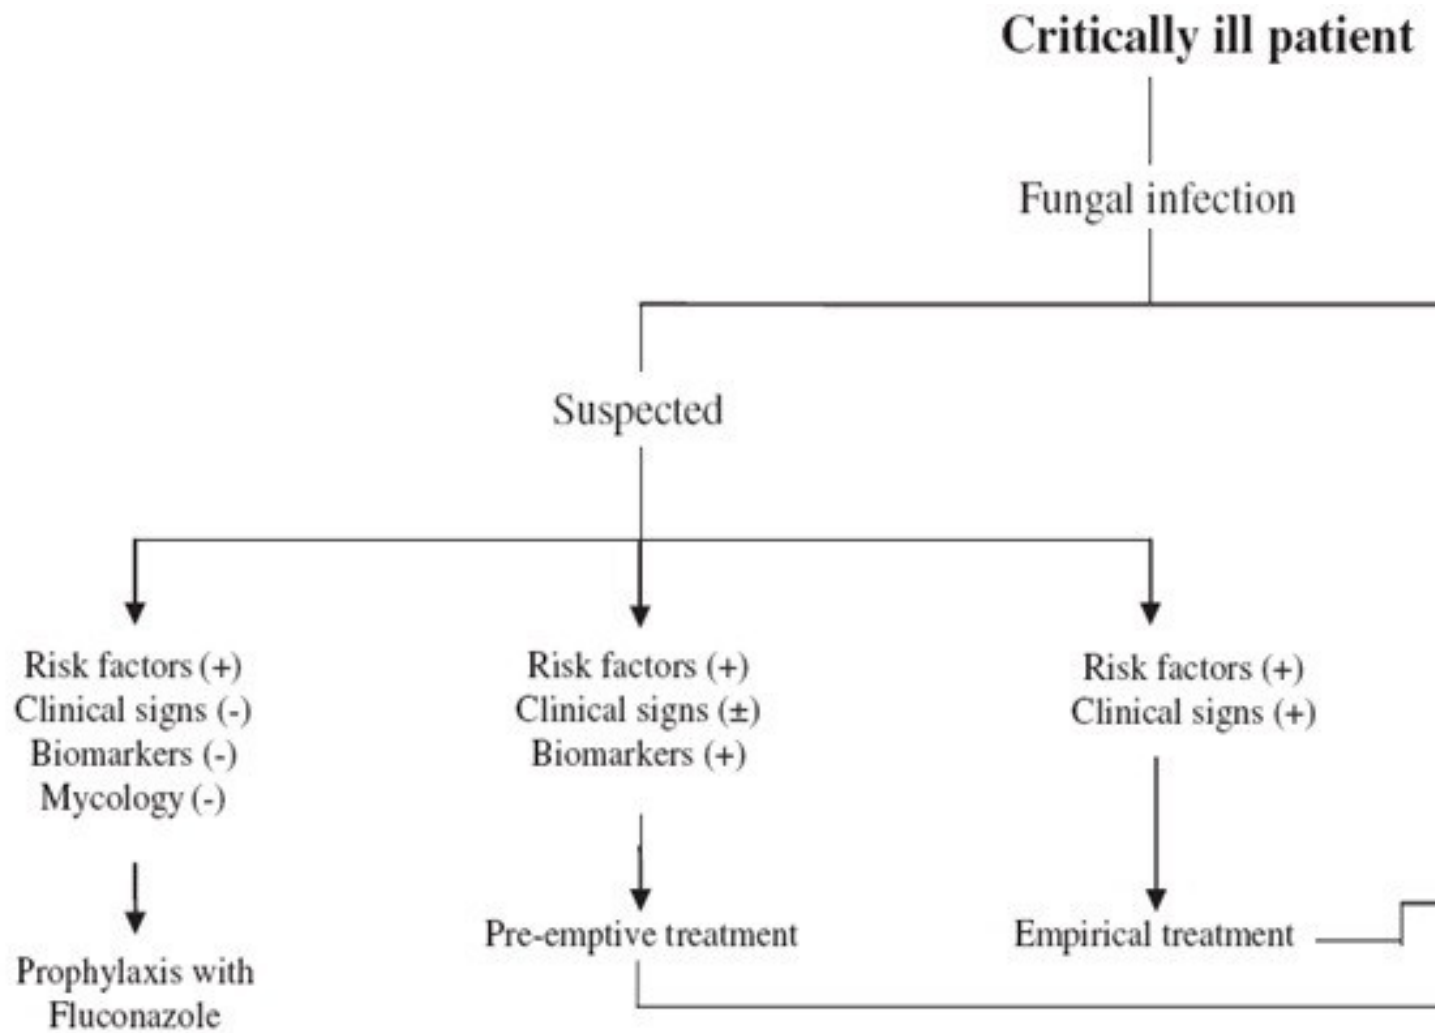 Critically ill patient
Fungal infection
Suspected
Risk factors (+)
Clinical signs (-)
Biomarkers (-)
Mycology (-)
Prophylaxis with
Fluconazole
Risk factors (+)
Clinical signs (±)
Biomarkers (+)
Pre-emptive treatment
Risk factors (+)
Clinical signs (+)
Empirical treatment